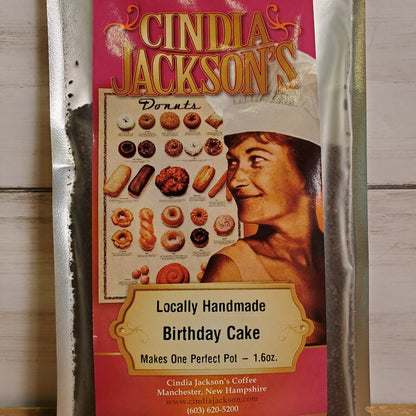 CINDIA
JACKSON'S
Donuts
Locally Handmade
Birthday Cake
Makes One Perfect Pot – 1.6oz.
Cindia Jackson's Coffee
Manchester, New Hampshire
www.cindiajackson.com
(603) 620-5200